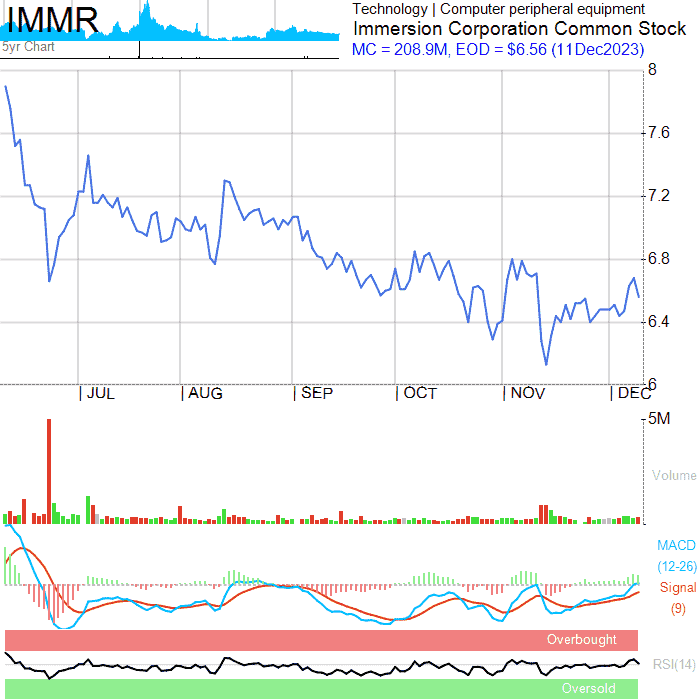 IMMR
5yr Chart
Technology | Computer peripheral equipment
Immersion Corporation Common Stock
MC = 208.9M, EOD = $6.56 (11Dec2023)
8
7.6
7.2
6.8
6.4
6
| JUL | AUG | SEP | OCT | NOV | DEC
5M
Volume
MACD
(12-26)
Signal
(9)
Overbought
RSI(14)
Oversold